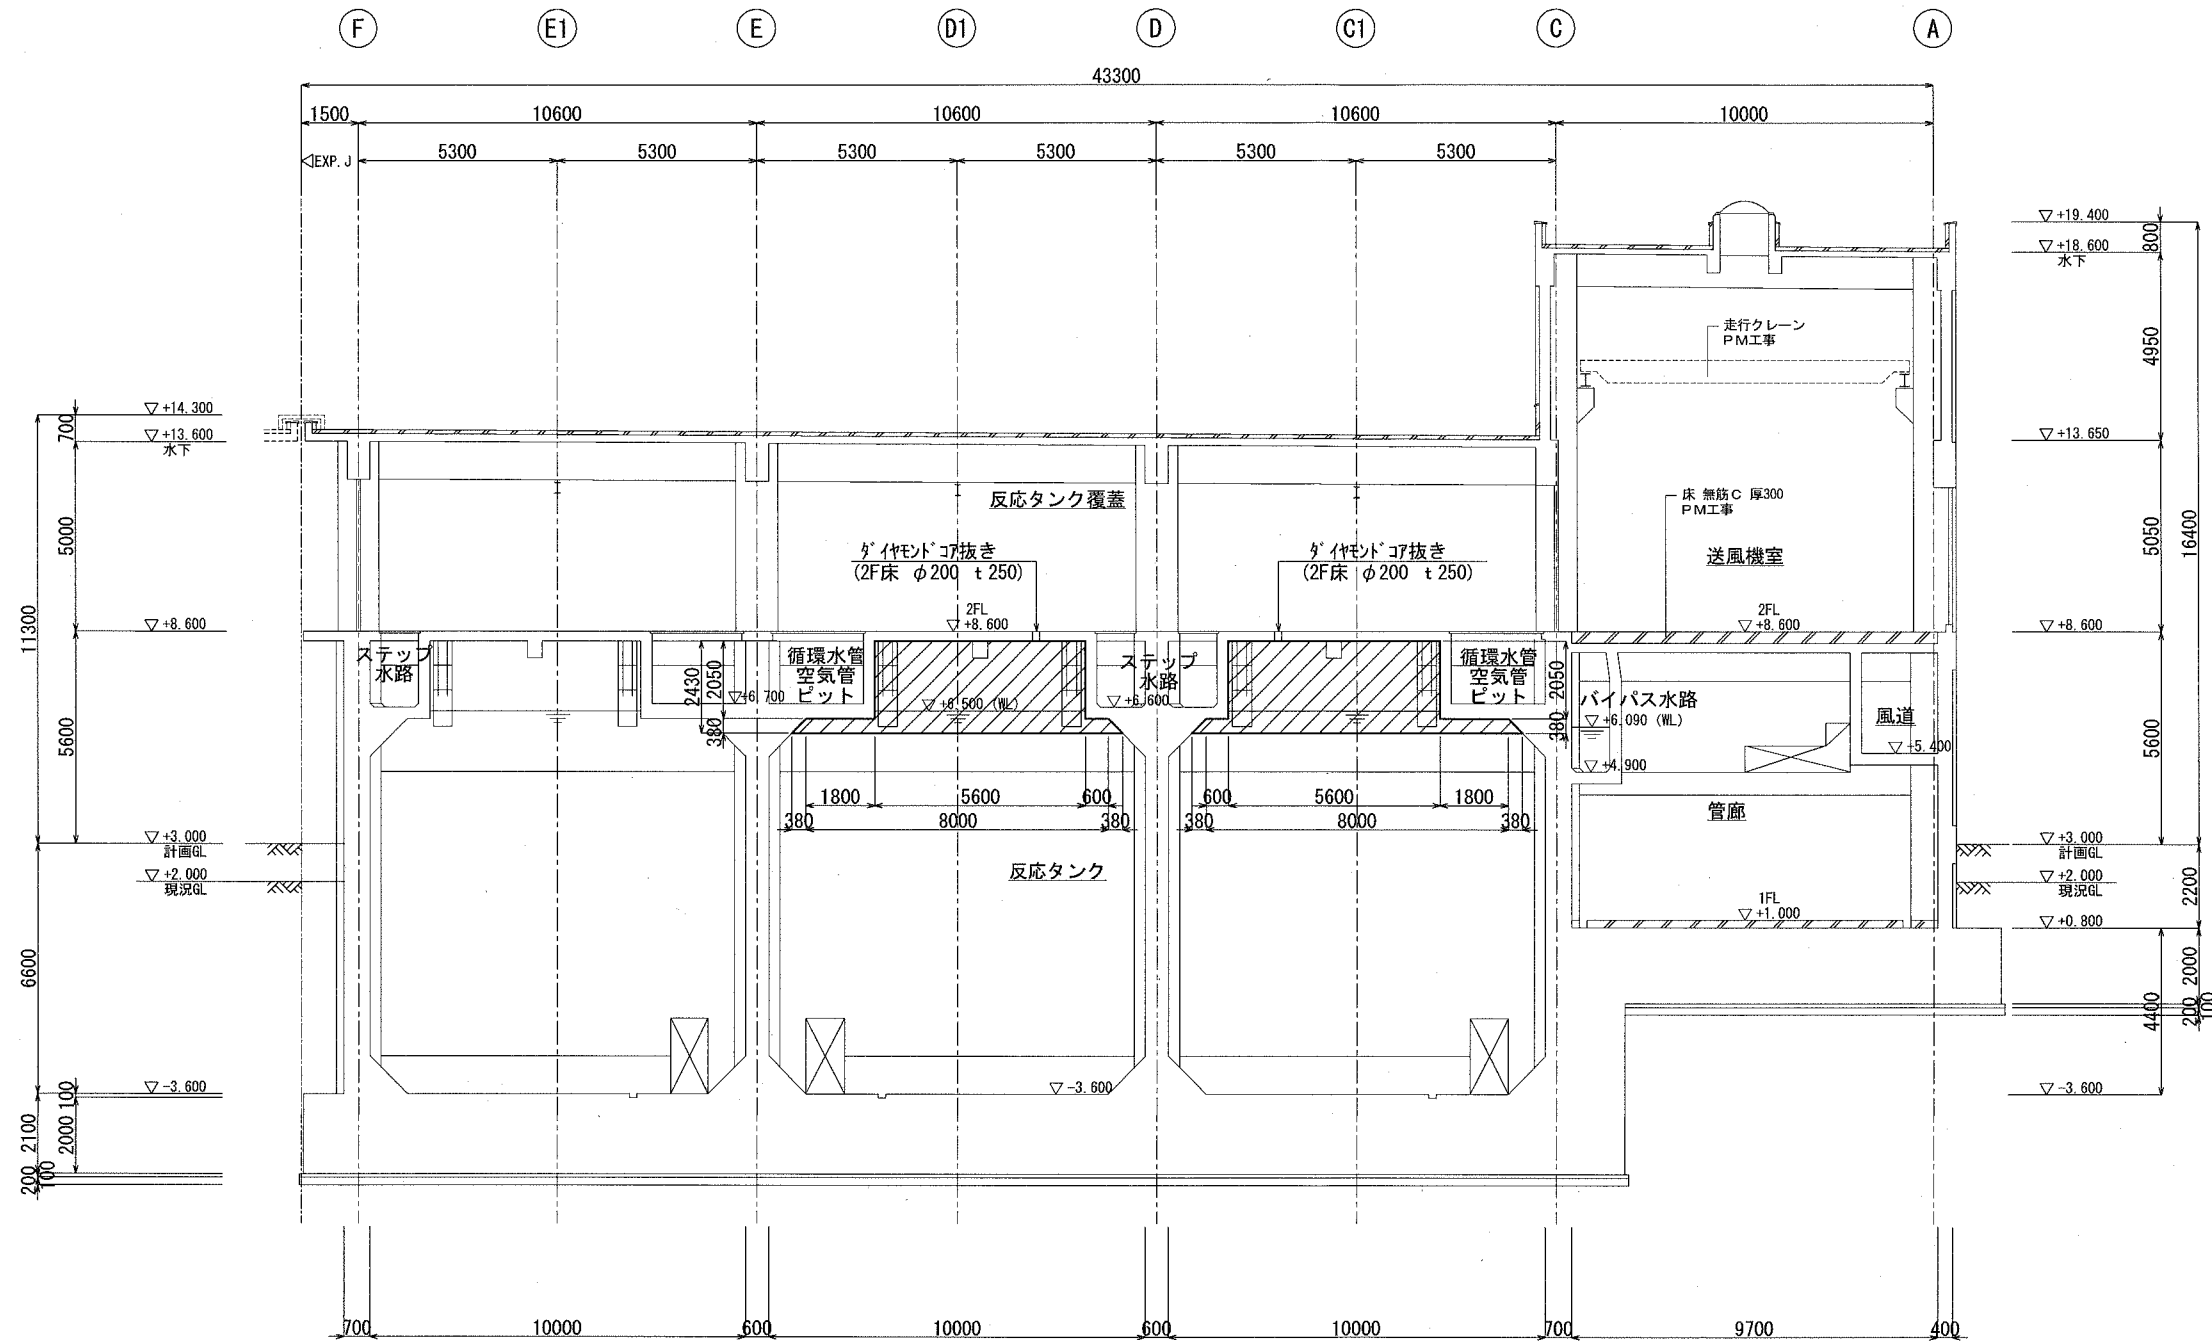 F E1 E D1 D C1 C A
43300
1500 10600 10600 10600 10000
EXP. J 5300 5300 5300 5300 5300 5300
+19.400
800
+18.600
水下
走行クレーン
PM工事
4950
+14.300
700
+13.600
水下
+13.650
反応タンク覆蓋
床 無筋C 厚300
PM工事
5000
5050
16400
ダイヤモンドコア抜き
(2F床 φ200 t250)
ダイヤモンドコア抜き
(2F床 φ200 t250)
送風機室
11300
+8.600
2FL
+8.600
2FL
+8.600
+8.600
ステップ
水路
循環水管
空気管
ピット
ステップ
水路
循環水管
空気管
ピット
2430 2050
2050
+6.700
+6.500 (WL)
+6.600
バイパス水路
+6.090 (WL)
風道
380
380
+5.400
+4.900
5600
5600
1800 5600 600
600 5600 1800
380 8000 380
380 8000 380
管廊
+3.000
計画GL
+3.000
計画GL
反応タンク
+2.000
現況GL
+2.000
現況GL
2200
1FL
+1.000
+0.800
6600
2000
4400
200
100
-3.600
-3.600
-3.600
100
2100
2000
200
100
700 10000 600 10000 600 10000 700 9700 400